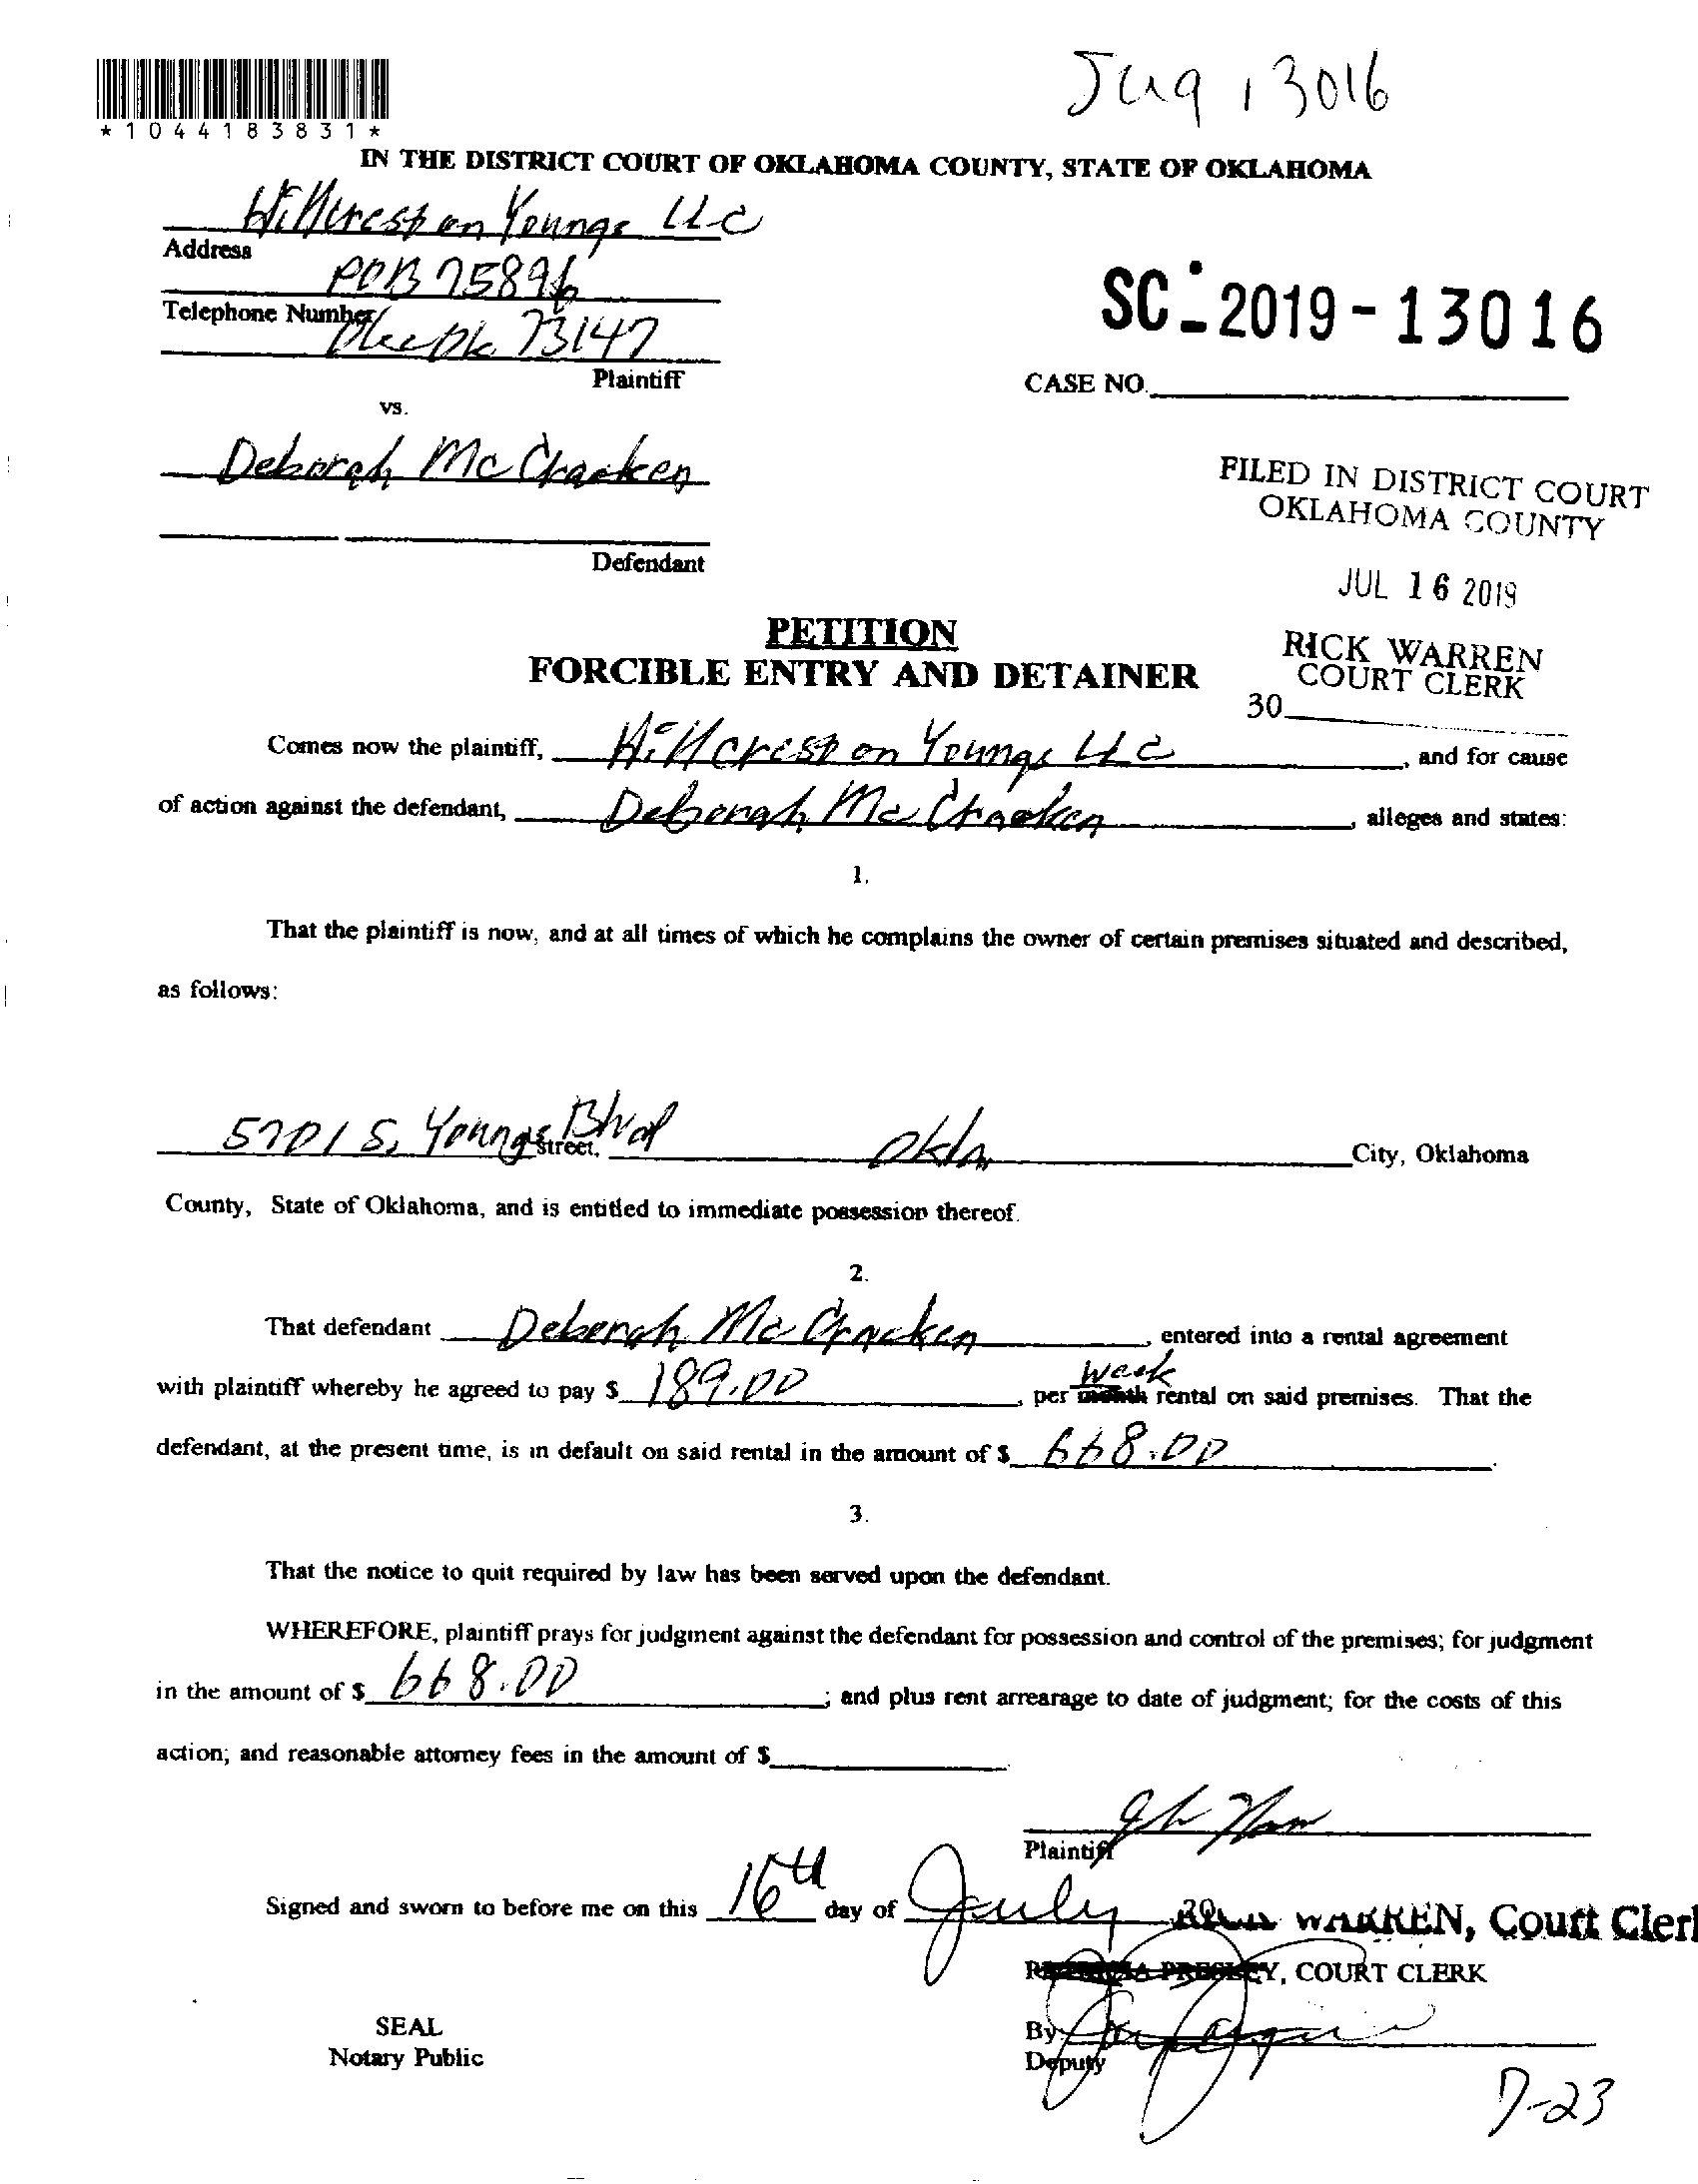 *1044183831*
13016
IN THE DISTRICT COURT OF OKLAHOMA COUNTY, STATE OF OKLAHOMA
Hillcrest on Youngs LLC
Address
POB 75896
Telephone Number
73147
Plaintiff
vs.
SC-2019-13016
CASE NO.
Deborah McCracken
Defendant
FILED IN DISTRICT COURT
OKLAHOMA COUNTY
JUL 16 2019
RICK WARREN
COURT CLERK
30
PETITION
FORCIBLE ENTRY AND DETAINER
Comes now the plaintiff, Hillcrest on Youngs LLC, and for cause
of action against the defendant, Deborah McCracken, alleges and states:
1.
That the plaintiff is now, and at all times of which he complains the owner of certain premises situated and described,
as follows:
5701 S. Youngs Blvd Street, Okla. City, Oklahoma
County, State of Oklahoma, and is entitled to immediate possession thereof.
2.
That defendant Deborah McCracken, entered into a rental agreement
with plaintiff whereby he agreed to pay $ 189.00, per month week rental on said premises. That the
defendant, at the present time, is in default on said rental in the amount of $ 668.00.
3.
That the notice to quit required by law has been served upon the defendant.
WHEREFORE, plaintiff prays for judgment against the defendant for possession and control of the premises; for judgment
in the amount of $ 668.00; and plus rent arrearage to date of judgment; for the costs of this
action; and reasonable attorney fees in the amount of $
Plaintiff
Signed and sworn to before me on this 16th day of July
WARREN, Court Clerk
PRESLEY, COURT CLERK
SEAL
Notary Public
By
Deputy
7-23